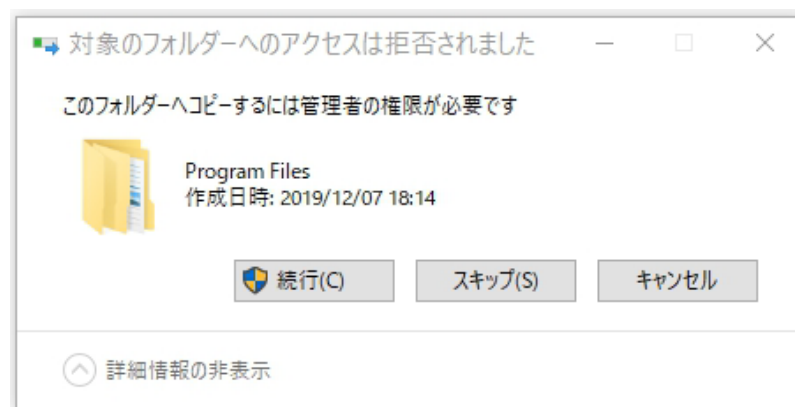 対象のフォルダーへのアクセスは拒否されました
このフォルダーへコピーするには管理者の権限が必要です
Program Files
作成日時: 2019/12/07 18:14
続行(C)
スキップ(S)
キャンセル
詳細情報の非表示